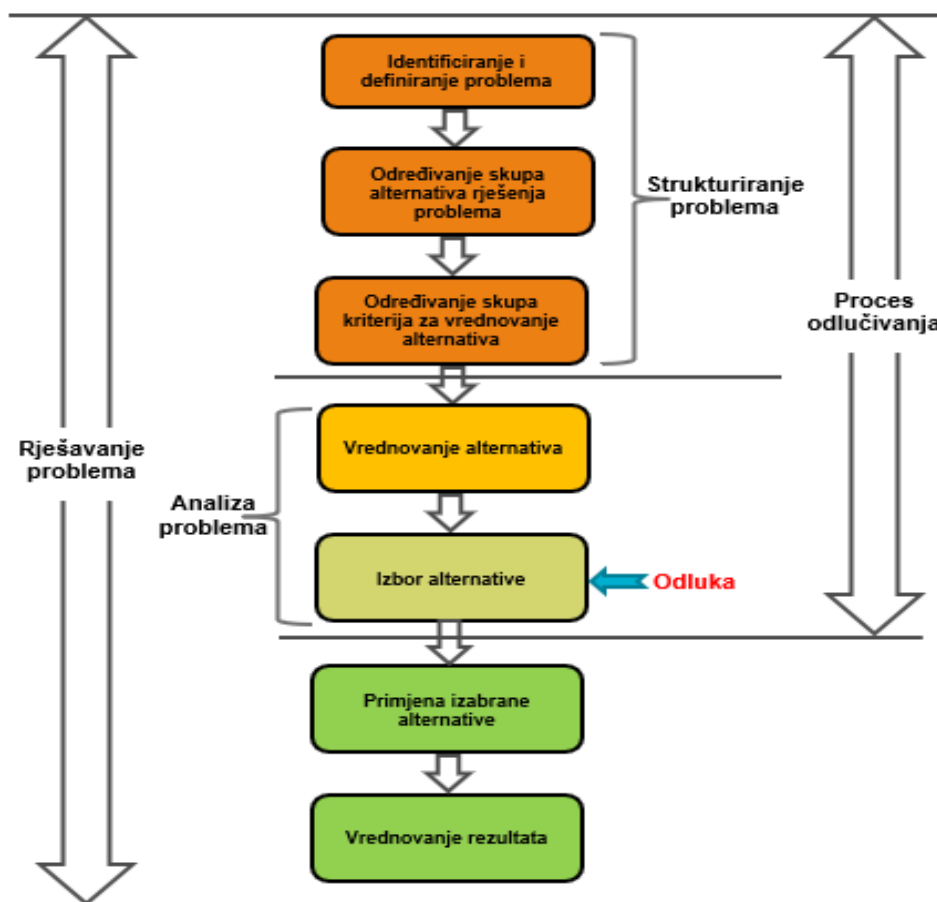 Identificiranje i
definiranje problema
Određivanje skupa
alternativa rješenja
problema
Strukturiranje
problema
Određivanje skupa
kriterija za vrednovanje
alternativa
Proces
odlučivanja
Rješavanje
problema
Vrednovanje alternativa
Analiza
problema
Izbor alternative
Odluka
Primjena izabrane
alternative
Vrednovanje rezultata